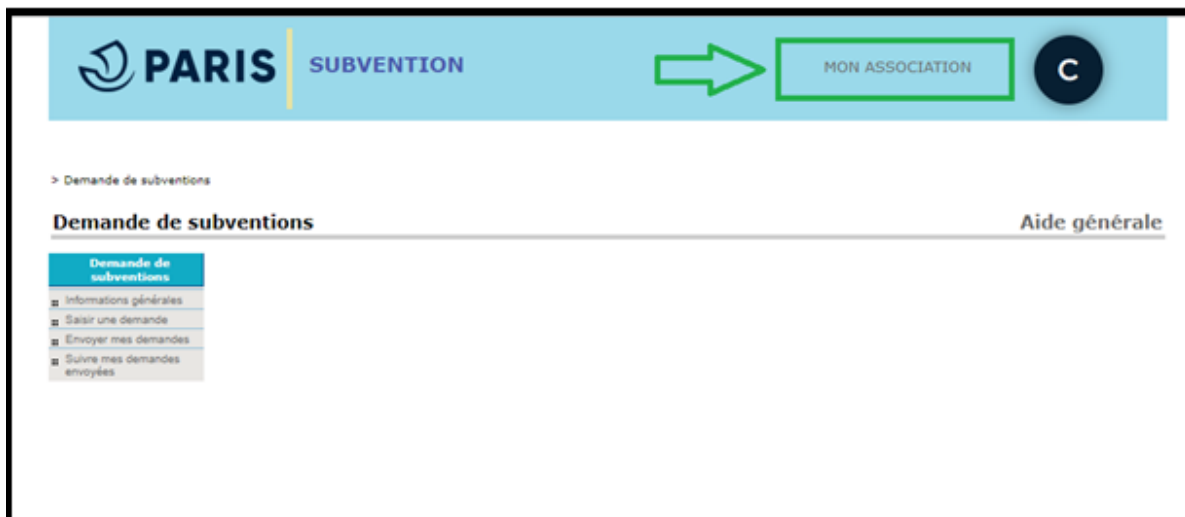 PARIS
SUBVENTION
MON ASSOCIATION
C
> Demande de subventions
Demande de subventions
Aide générale
Demande de
subventions
Informations générales
Saisir une demande
Envoyer mes demandes
Suivre mes demandes
envoyées